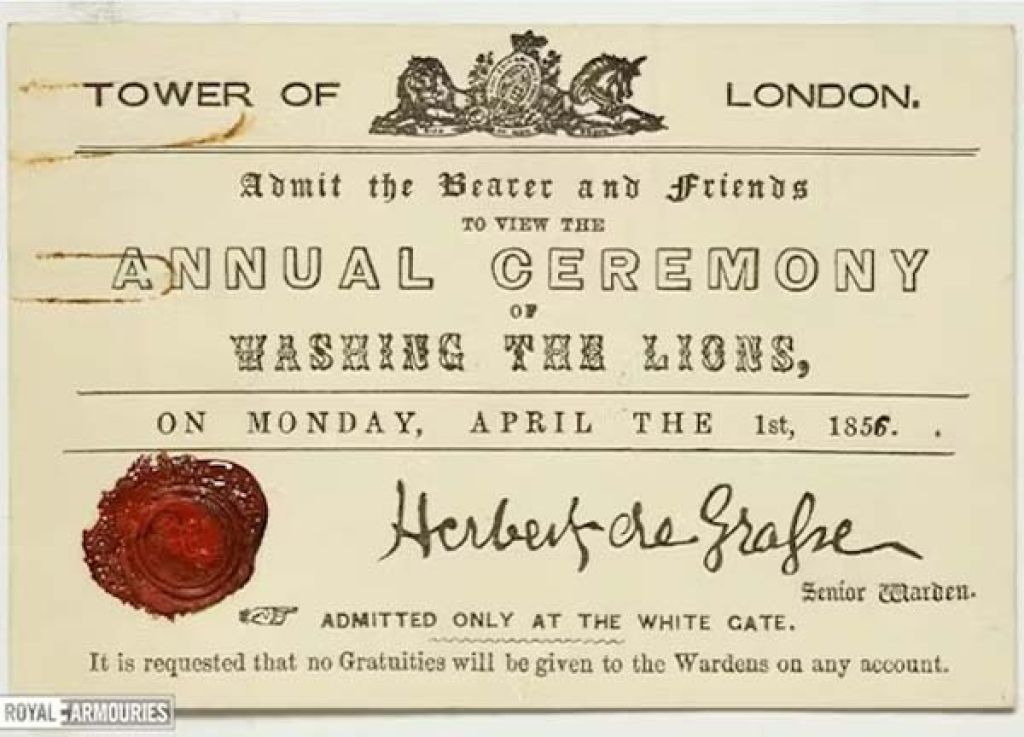 TOWER OF LONDON.
Admit the Bearer and Friends
TO VIEW THE
ANNUAL CEREMONY
OF
WASHING THE LIONS,
ON MONDAY, APRIL THE 1st, 1856. .
Herbert de Grasse
Senior Warden.
ADMITTED ONLY AT THE WHITE GATE.
It is requested that no Gratuities will be given to the Wardens on any account.
ROYAL ARMOURIES